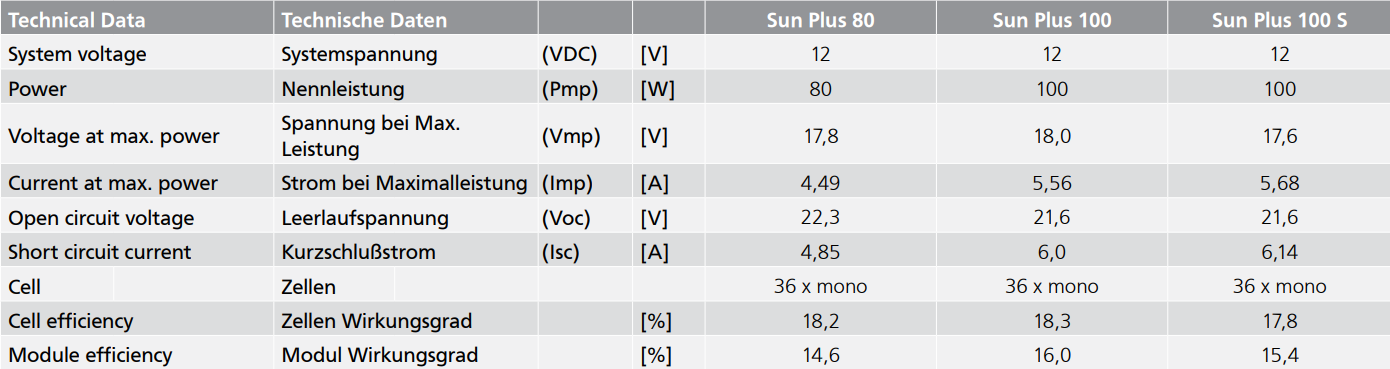 Technical Data Technische Daten Sun Plus 80 Sun Plus 100 Sun Plus 100 S
System voltage Systemspannung (VDC) [V] 12 12 12
Power Nennleistung (Pmp) [W] 80 100 100
Voltage at max. power Spannung bei Max. Leistung (Vmp) [V] 17,8 18,0 17,6
Current at max. power Strom bei Maximalleistung (Imp) [A] 4,49 5,56 5,68
Open circuit voltage Leerlaufspannung (Voc) [V] 22,3 21,6 21,6
Short circuit current Kurzschlußstrom (Isc) [A] 4,85 6,0 6,14
Cell Zellen 36 x mono 36 x mono 36 x mono
Cell efficiency Zellen Wirkungsgrad [%] 18,2 18,3 17,8
Module efficiency Modul Wirkungsgrad [%] 14,6 16,0 15,4